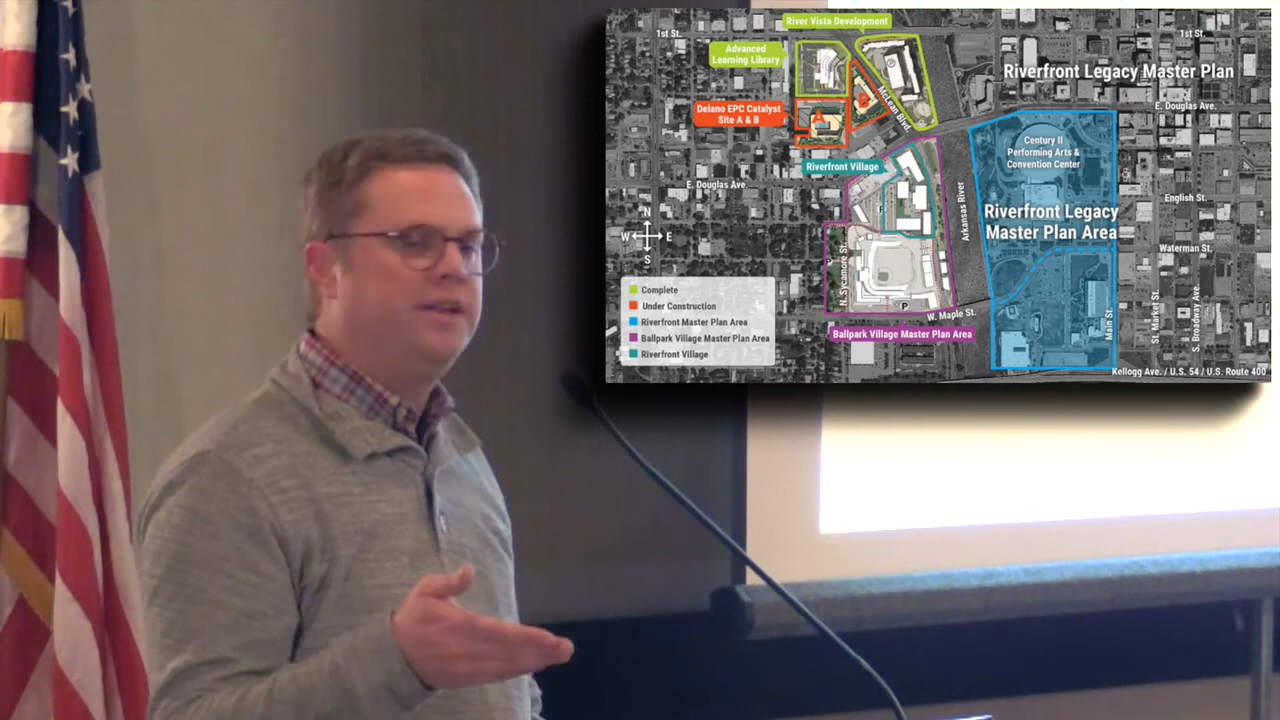 River Vista Development
1st St.
1st St.
Advanced
Learning Library
Riverfront Legacy Master Plan
Delano EPC Catalyst
Site A & B
A
B
McLean Blvd.
E. Douglas Ave.
Century II
Performing Arts &
Convention Center
Riverfront Village
E. Douglas Ave.
Arkansas River
English St.
Riverfront Legacy
Master Plan Area
N
W
E
S
N. Sycamore St.
Waterman St.
Complete
Under Construction
Riverfront Master Plan Area
Ballpark Village Master Plan Area
Riverfront Village
P
W. Maple St.
Ballpark Village Master Plan Area
Main St.
St Market St.
S. Broadway Ave.
Kellogg Ave. / U.S. 54 / U.S. Route 400